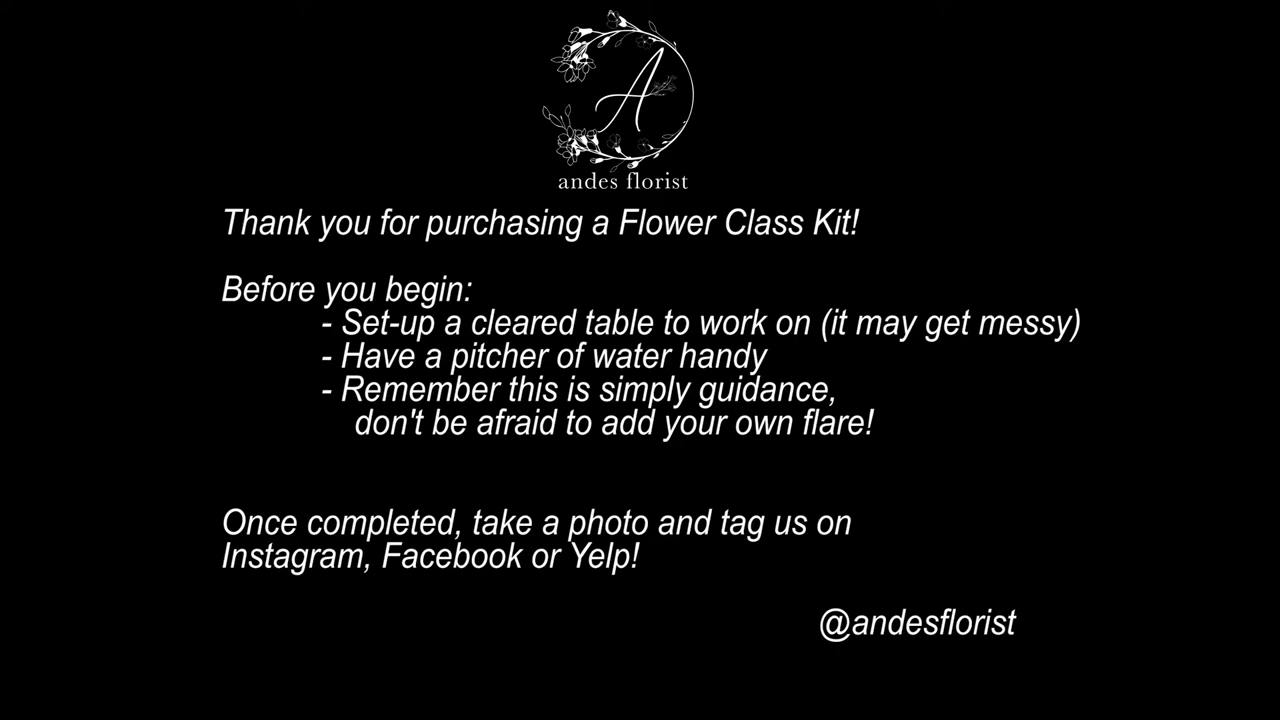 A
andes florist
Thank you for purchasing a Flower Class Kit!
Before you begin:
- Set-up a cleared table to work on (it may get messy)
- Have a pitcher of water handy
- Remember this is simply guidance,
don't be afraid to add your own flare!
Once completed, take a photo and tag us on
Instagram, Facebook or Yelp!
@andesflorist